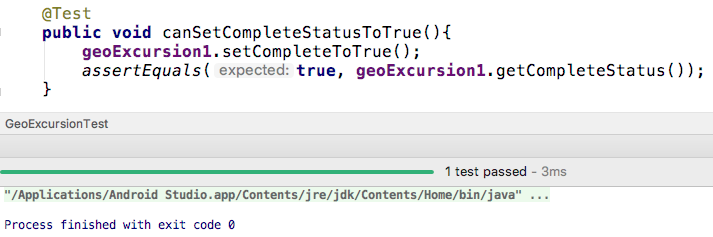 @Test
public void canSetCompleteStatusToTrue(){
geoExcursion1.setCompleteToTrue();
assertEquals( expected: true, geoExcursion1.getCompleteStatus());
}
GeoExcursionTest
1 test passed - 3ms
"/Applications/Android Studio.app/Contents/jre/jdk/Contents/Home/bin/java" ...
Process finished with exit code 0